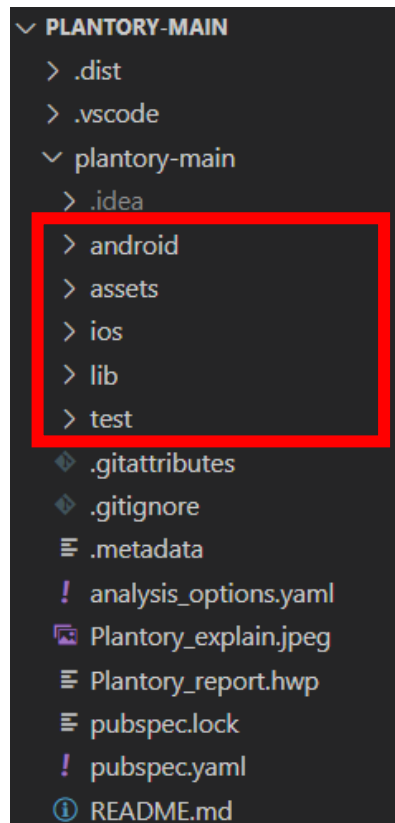 PLANTORY-MAIN
.dist
.vscode
plantory-main
.idea
android
assets
ios
lib
test
.gitattributes
.gitignore
.metadata
analysis_options.yaml
Plantory_explain.jpeg
Plantory_report.hwp
pubspec.lock
pubspec.yaml
README.md